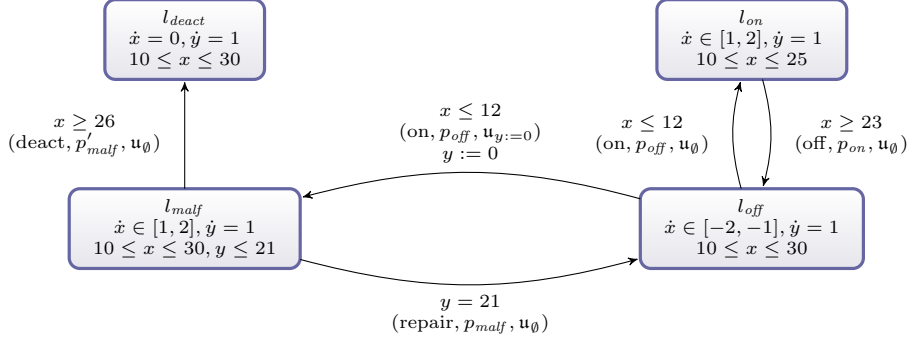 l_deact
ẋ = 0, ẏ = 1
10 ≤ x ≤ 30
l_on
ẋ ∈ [1, 2], ẏ = 1
10 ≤ x ≤ 25
x ≥ 26
(deact, p′_malf, 𝔲_∅)
x ≤ 12
(on, p_off, 𝔲_{y:=0})
y := 0
x ≤ 12
(on, p_off, 𝔲_∅)
x ≥ 23
(off, p_on, 𝔲_∅)
l_malf
ẋ ∈ [1, 2], ẏ = 1
10 ≤ x ≤ 30, y ≤ 21
l_off
ẋ ∈ [−2, −1], ẏ = 1
10 ≤ x ≤ 30
y = 21
(repair, p_malf, 𝔲_∅)